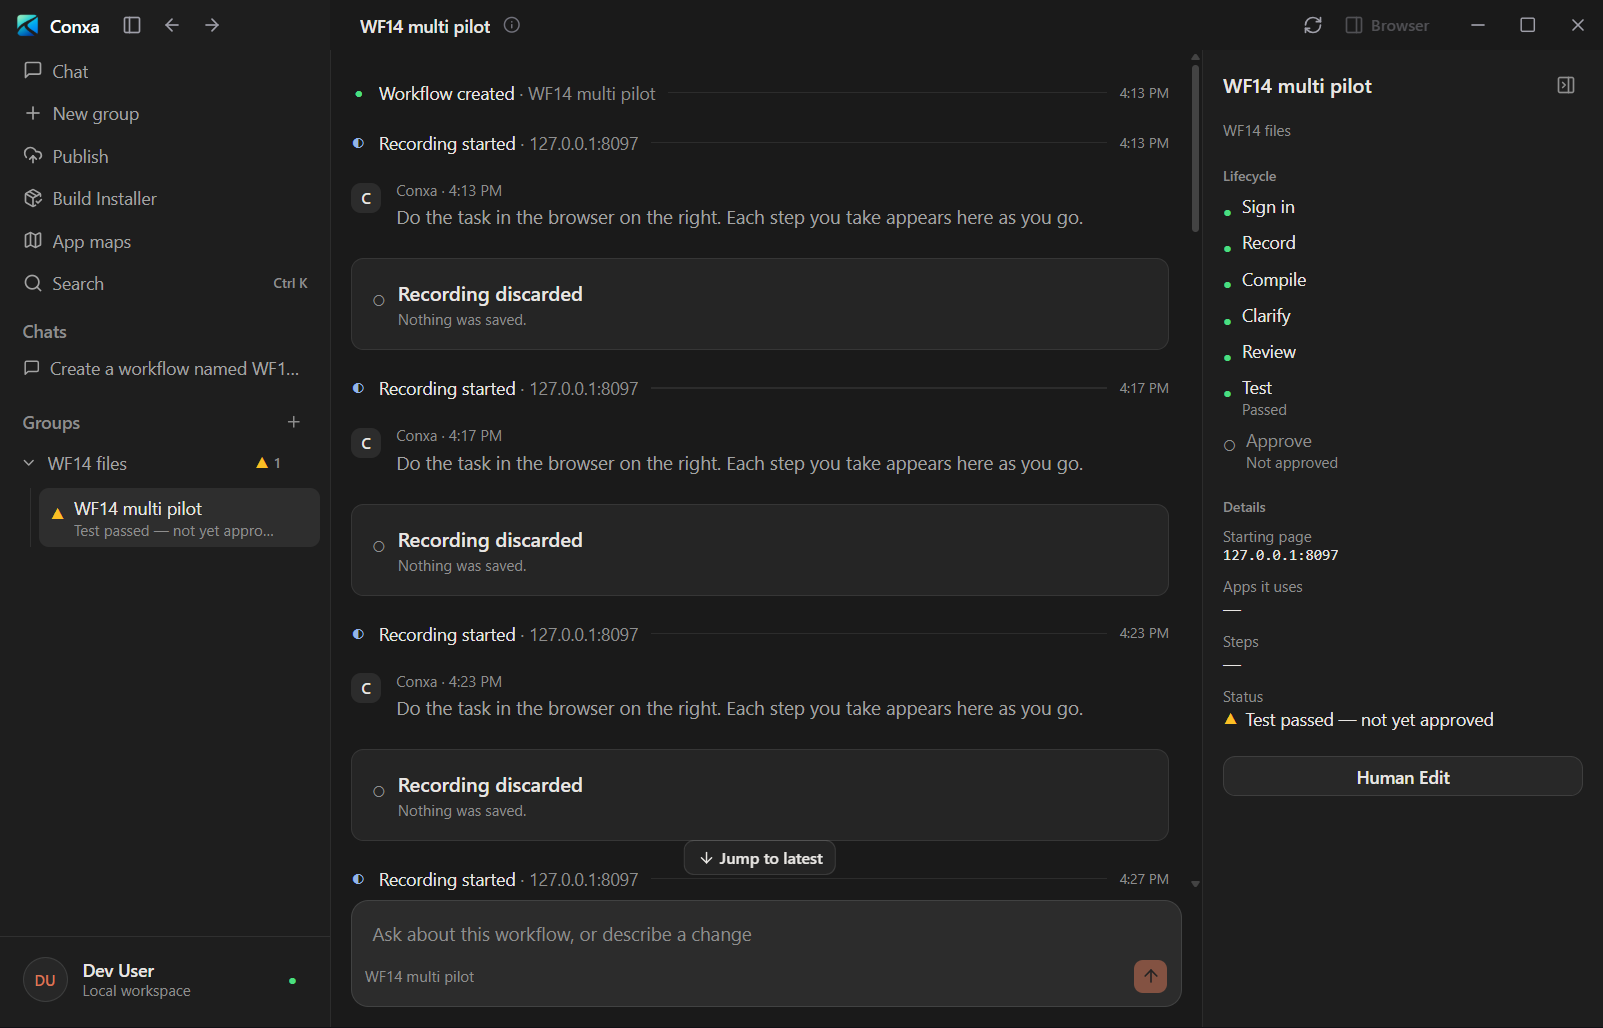 Conxa
Chat
New group
Publish
Build Installer
App maps
Search
Ctrl K
Chats
Create a workflow named WF1...
Groups
WF14 files
1
WF14 multi pilot
Test passed — not yet appro...
DU
Dev User
Local workspace
WF14 multi pilot
Browser
Workflow created · WF14 multi pilot
4:13 PM
Recording started · 127.0.0.1:8097
4:13 PM
C
Conxa · 4:13 PM
Do the task in the browser on the right. Each step you take appears here as you go.
Recording discarded
Nothing was saved.
Recording started · 127.0.0.1:8097
4:17 PM
C
Conxa · 4:17 PM
Do the task in the browser on the right. Each step you take appears here as you go.
Recording discarded
Nothing was saved.
Recording started · 127.0.0.1:8097
4:23 PM
C
Conxa · 4:23 PM
Do the task in the browser on the right. Each step you take appears here as you go.
Recording discarded
Nothing was saved.
Jump to latest
Recording started · 127.0.0.1:8097
4:27 PM
Ask about this workflow, or describe a change
WF14 multi pilot
WF14 multi pilot
WF14 files
Lifecycle
Sign in
Record
Compile
Clarify
Review
Test
Passed
Approve
Not approved
Details
Starting page
127.0.0.1:8097
Apps it uses
—
Steps
—
Status
Test passed — not yet approved
Human Edit